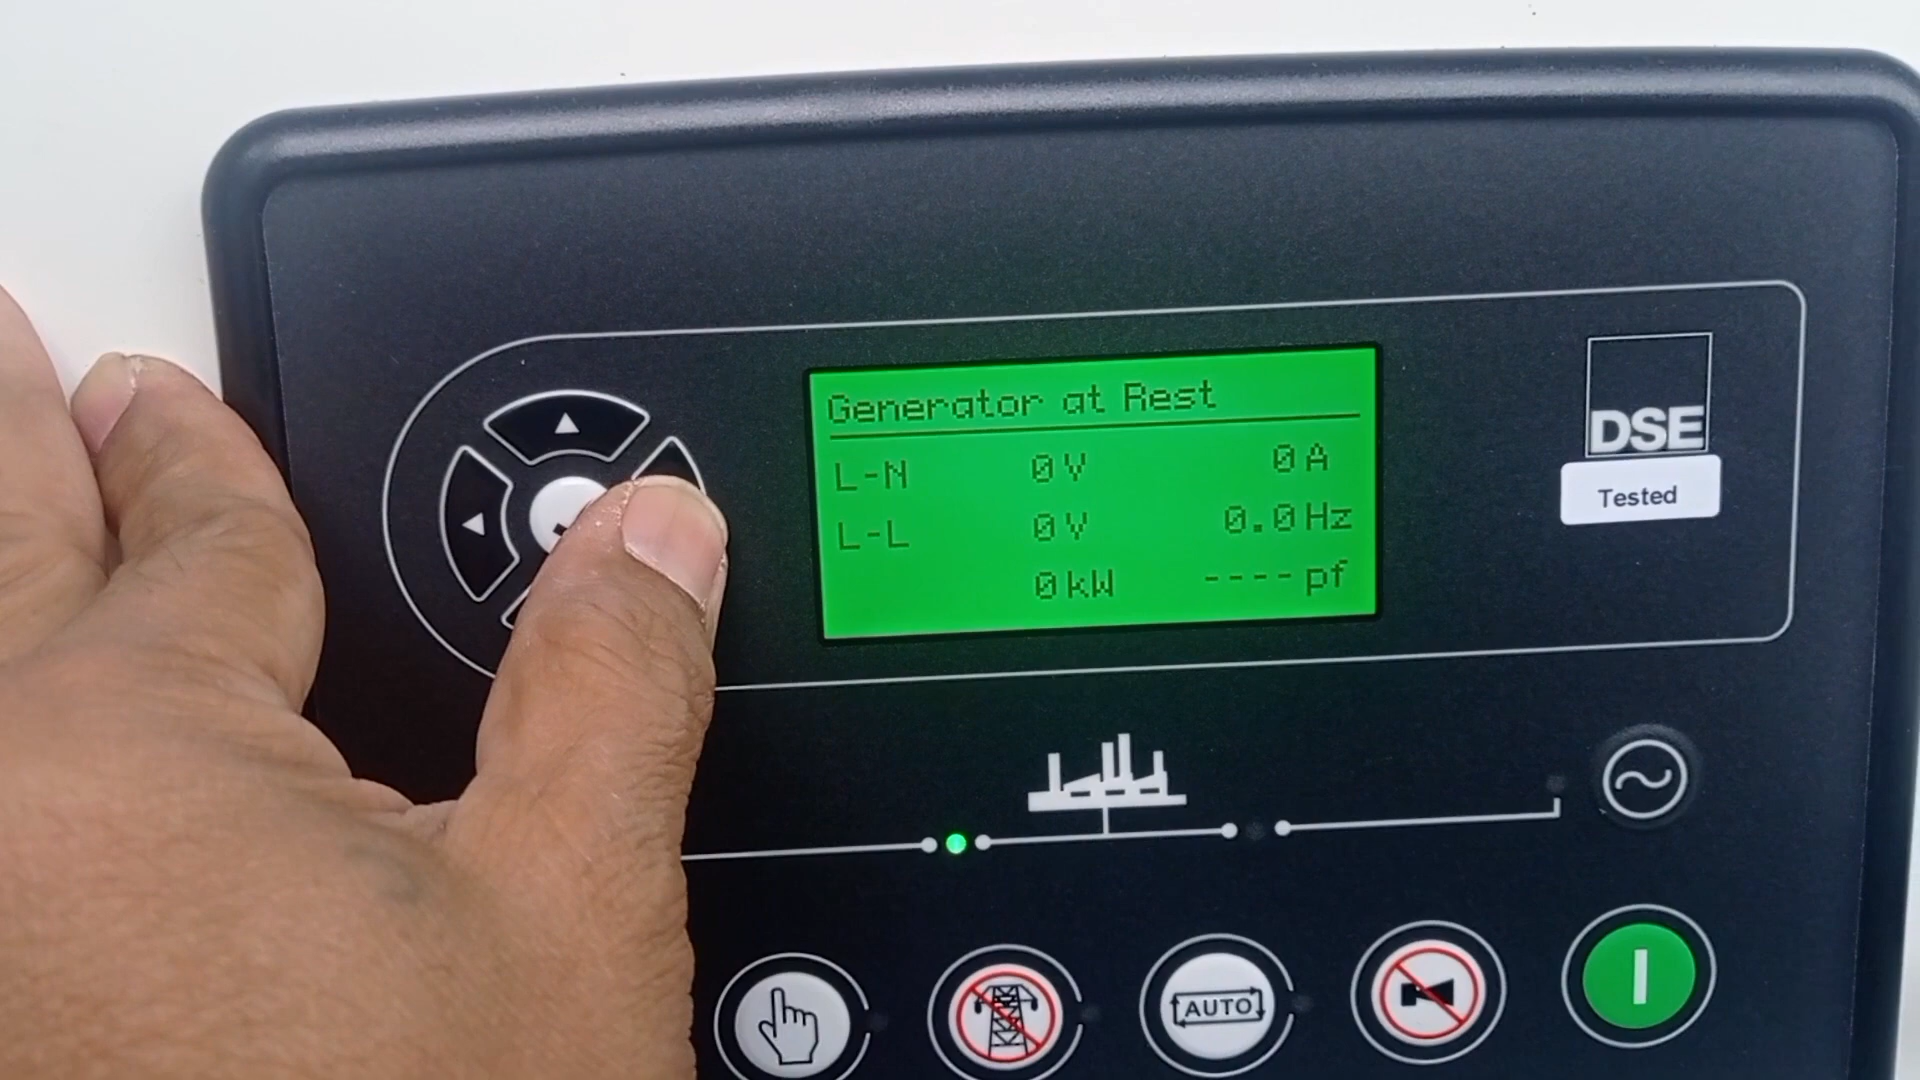 Generator at Rest
L-N 0V 0A
L-L 0V 0.0Hz
0kW ----pf
DSE
Tested
AUTO